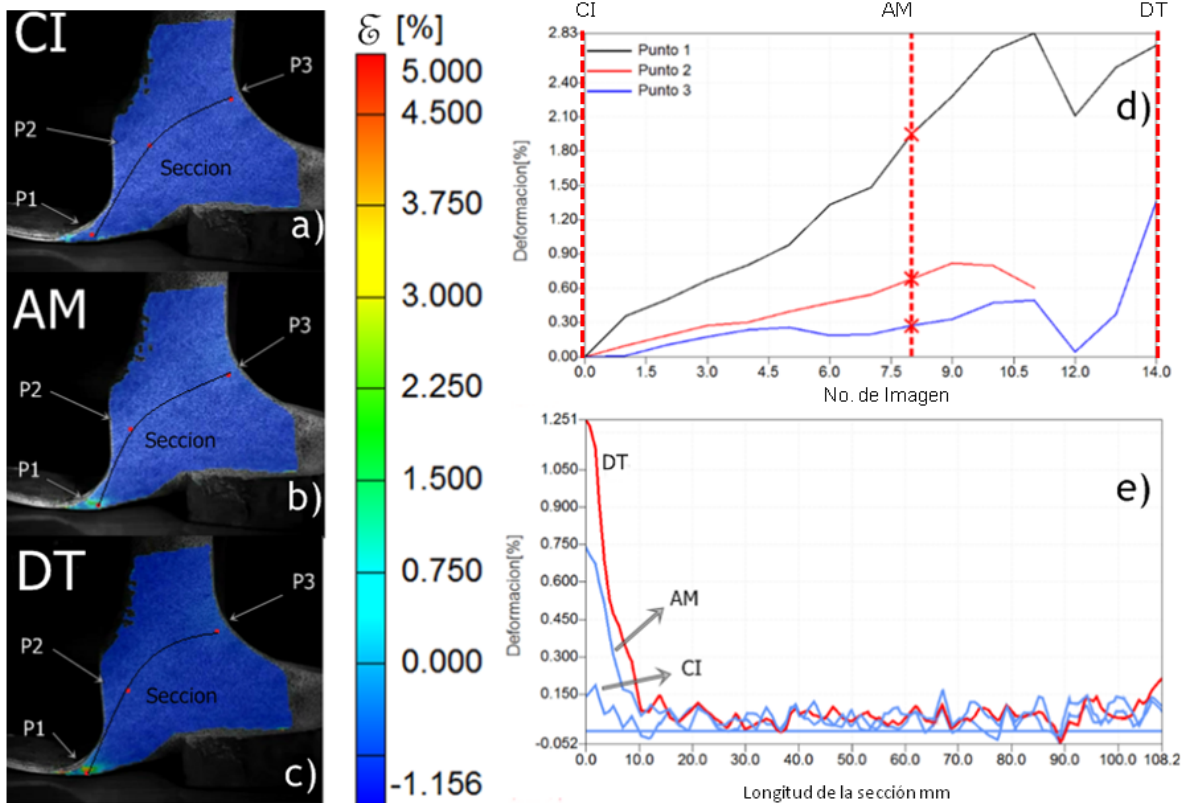 CI
P3
P2
Seccion
P1
a)
AM
P3
P2
Seccion
P1
b)
DT
P3
P2
Seccion
P1
c)
ℰ [%]
5.000
4.500
3.750
3.000
2.250
1.500
0.750
0.000
-1.156
CI AM DT
2.83
2.40
2.10
1.80
1.50
1.20
0.90
0.60
0.30
0.00
Deformacion[%]
Punto 1
Punto 2
Punto 3
d)
0.0 1.5 3.0 4.5 6.0 7.5 9.0 10.5 12.0 14.0
No. de Imagen
1.251
1.050
0.900
0.750
0.600
0.450
0.300
0.150
-0.052
Deformacion[%]
DT
AM
CI
e)
0.0 10.0 20.0 30.0 40.0 50.0 60.0 70.0 80.0 90.0 108.2
Longitud de la sección mm